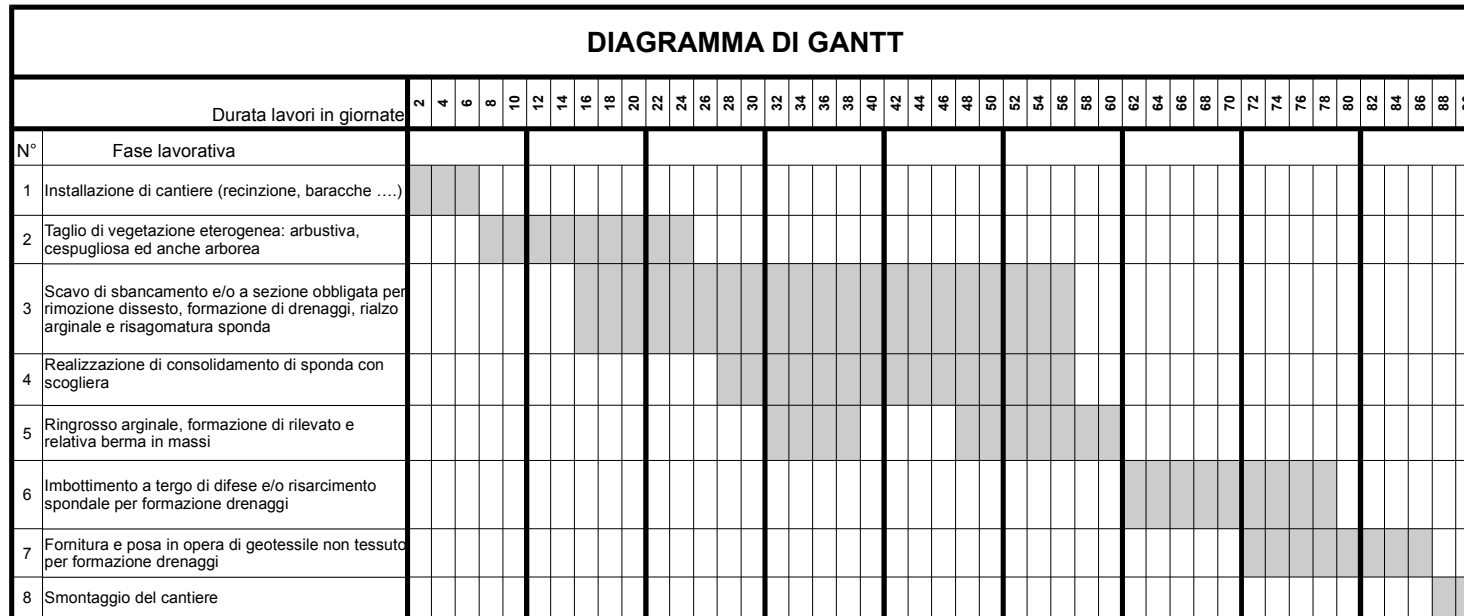 DIAGRAMMA DI GANTT
Durata lavori in giornate 2 4 6 8 10 12 14 16 18 20 22 24 26 28 30 32 34 36 38 40 42 44 46 48 50 52 54 56 58 60 62 64 66 68 70 72 74 76 78 80 82 84 86 88
N° Fase lavorativa
1 Installazione di cantiere (recinzione, baracche ….)
2 Taglio di vegetazione eterogenea: arbustiva,
cespugliosa ed anche arborea
3 Scavo di sbancamento e/o a sezione obbligata per
rimozione dissesto, formazione di drenaggi, rialzo
arginale e risagomatura sponda
4 Realizzazione di consolidamento di sponda con
scogliera
5 Ringrosso arginale, formazione di rilevato e
relativa berma in massi
6 Imbottimento a tergo di difese e/o risarcimento
spondale per formazione drenaggi
7 Fornitura e posa in opera di geotessile non tessuto
per formazione drenaggi
8 Smontaggio del cantiere